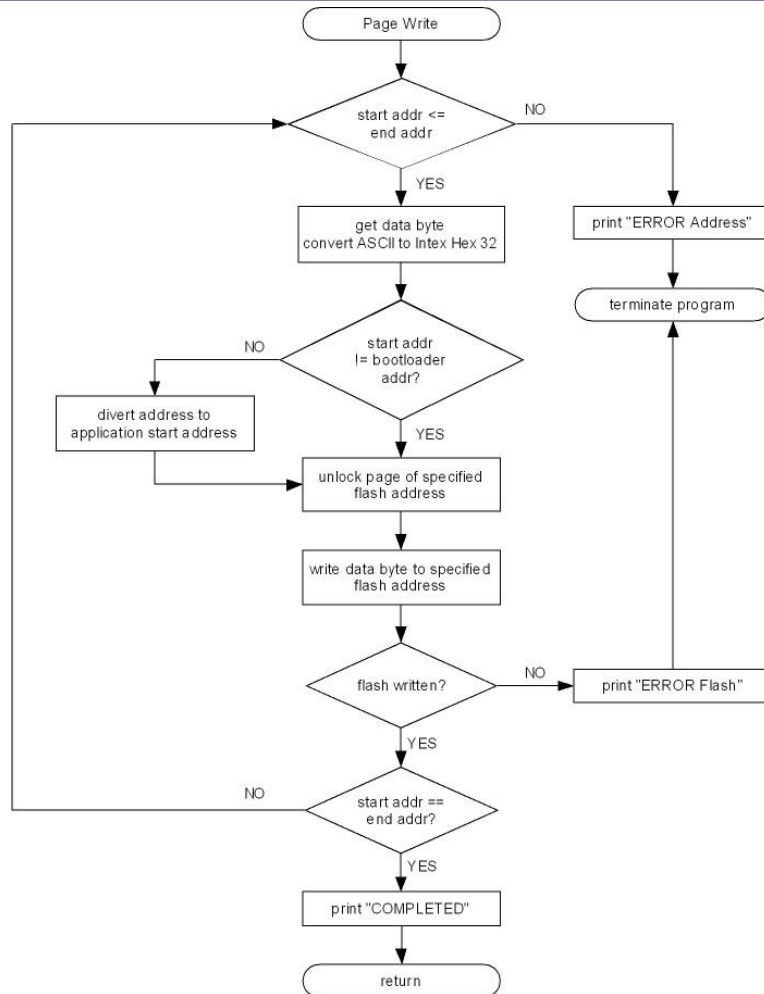 Page Write
start addr <=
end addr
NO
YES
get data byte
convert ASCII to Intex Hex 32
print "ERROR Address"
terminate program
start addr
!= bootloader
addr?
NO
divert address to
application start address
YES
unlock page of specified
flash address
write data byte to specified
flash address
flash written?
NO
print "ERROR Flash"
YES
start addr ==
end addr?
NO
YES
print "COMPLETED"
return